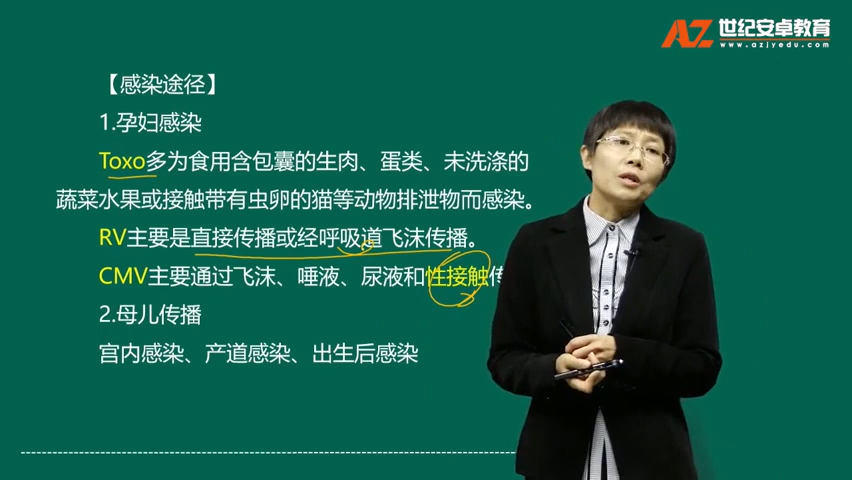 AZ 世纪安卓教育
www.azjyedu.com
【感染途径】
1.孕妇感染
Toxo多为食用含包囊的生肉、蛋类、未洗涤的
蔬菜水果或接触带有虫卵的猫等动物排泄物而感染。
RV主要是直接传播或经呼吸道飞沫传播。
CMV主要通过飞沫、唾液、尿液和性接触传
2.母儿传播
宫内感染、产道感染、出生后感染